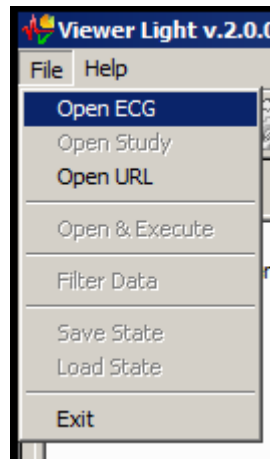 Viewer Light v.2.0.0
File Help
Open ECG
Open Study
Open URL
Open & Execute
Filter Data
Save State
Load State
Exit